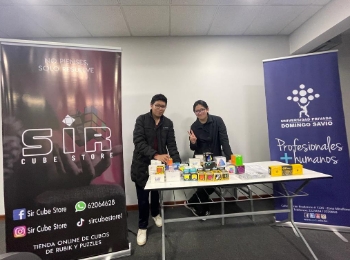 SIR
CUBE STORE
62064628
Sir Cube Store
Sir Cube Store
sircubestore1
TIENDA ONLINE DE CUBOS
DE RUBIK Y PUZZLES
UNIVERSIDAD PRIVADA
DOMINGO SAVIO
Profesionales
+humanos